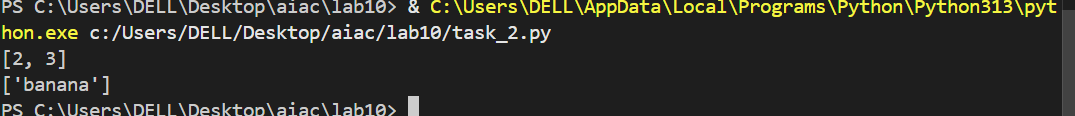 PS C:\Users\DELL\Desktop\aiac\lab10> & C:\Users\DELL\AppData\Local\Programs\Python\Python313\pyt
hon.exe c:/Users/DELL/Desktop/aiac/lab10/task_2.py
[2, 3]
['banana']
PS C:\Users\DELL\Desktop\aiac\lab10>